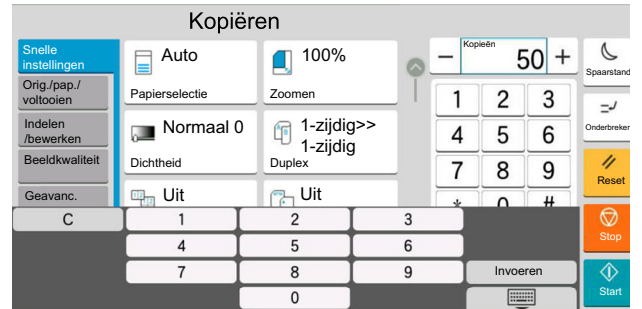 Kopiëren
Snelle
instellingen
Orig./pap./
voltooien
Indelen
/bewerken
Beeldkwaliteit
Geavanc.
Auto
Papierselectie
100%
Zoomen
Normaal 0
Dichtheid
1-zijdig>>
1-zijdig
Duplex
Uit
Uit
Kopieën
− 50 +
1 2 3
4 5 6
7 8 9
* 0 #
Spaarstand
Onderbreken
Reset
Stop
Start
C 1 2 3
4 5 6
7 8 9 Invoeren
0